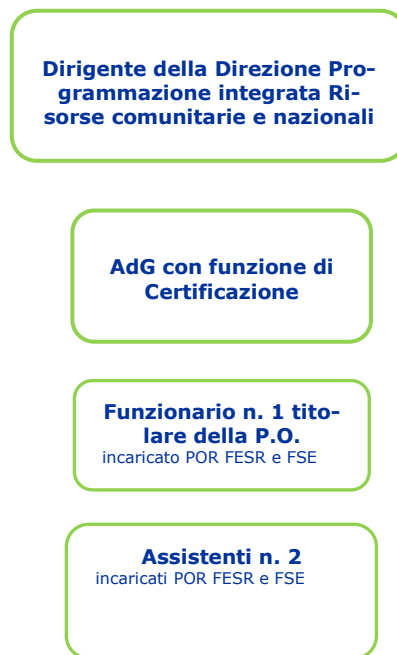 Dirigente della Direzione Pro-
grammazione integrata Ri-
sorse comunitarie e nazionali
AdG con funzione di
Certificazione
Funzionario n. 1 tito-
lare della P.O.
incaricato POR FESR e FSE
Assistenti n. 2
incaricati POR FESR e FSE